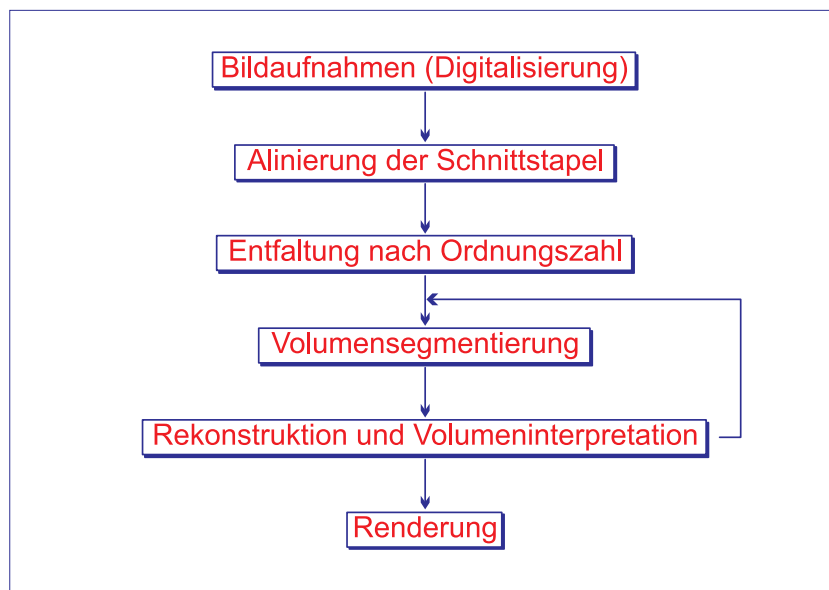 Bildaufnahmen (Digitalisierung)
Alinierung der Schnittstapel
Entfaltung nach Ordnungszahl
Volumensegmentierung
Rekonstruktion und Volumeninterpretation
Renderung